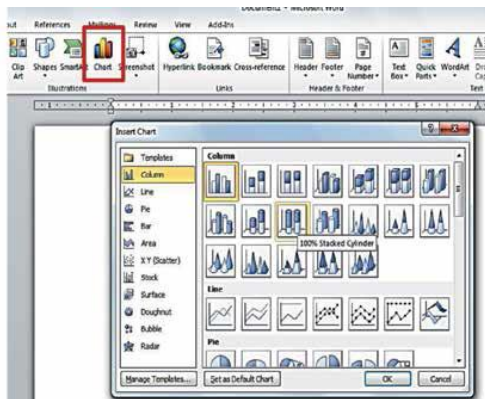 Document2 - Microsoft Word
out References Mailings Review View Add-Ins
Clip Art Shapes SmartArt Chart Screenshot Hyperlink Bookmark Cross-reference Header Footer Page Number Text Box Quick Parts WordArt
Illustrations Links Header & Footer Text
Insert Chart
Templates
Column
Line
Pie
Bar
Area
X Y (Scatter)
Stock
Surface
Doughnut
Bubble
Radar
Column
100% Stacked Cylinder
Line
Pie
Manage Templates... Set as Default Chart OK Cancel